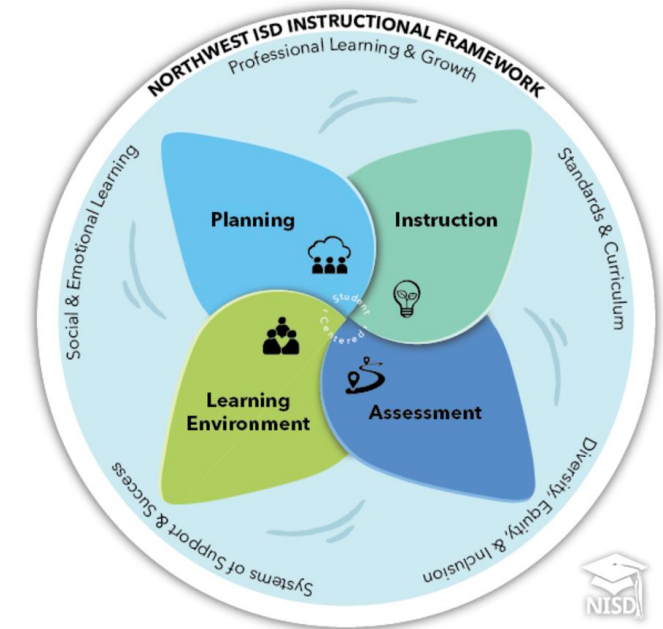 NORTHWEST ISD INSTRUCTIONAL FRAMEWORK
Professional Learning & Growth
Social & Emotional Learning
Standards & Curriculum
Planning
Instruction
Student
Centered
Learning
Environment
Assessment
Systems of Support & Success
Diversity, Equity, & Inclusion
NISD